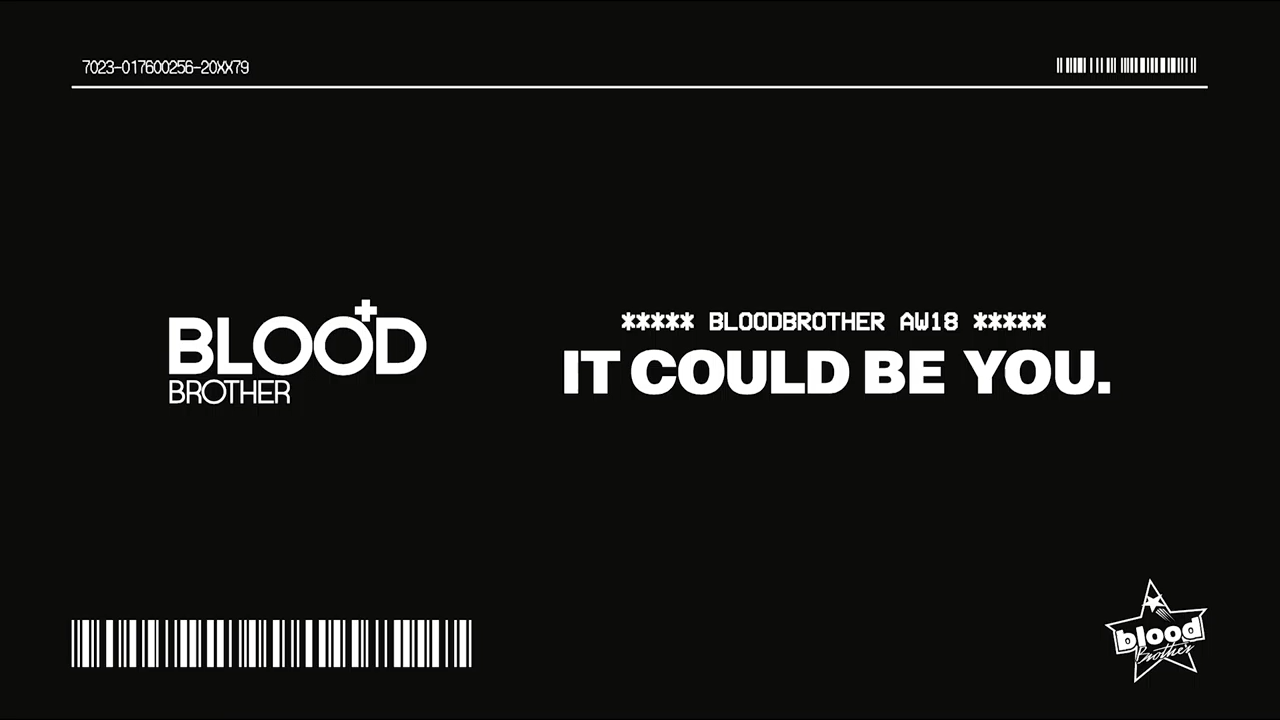 7023-017600256-20XX79
BLOOD
BROTHER
***** BLOODBROTHER AW18 *****
IT COULD BE YOU.
blood
Brother